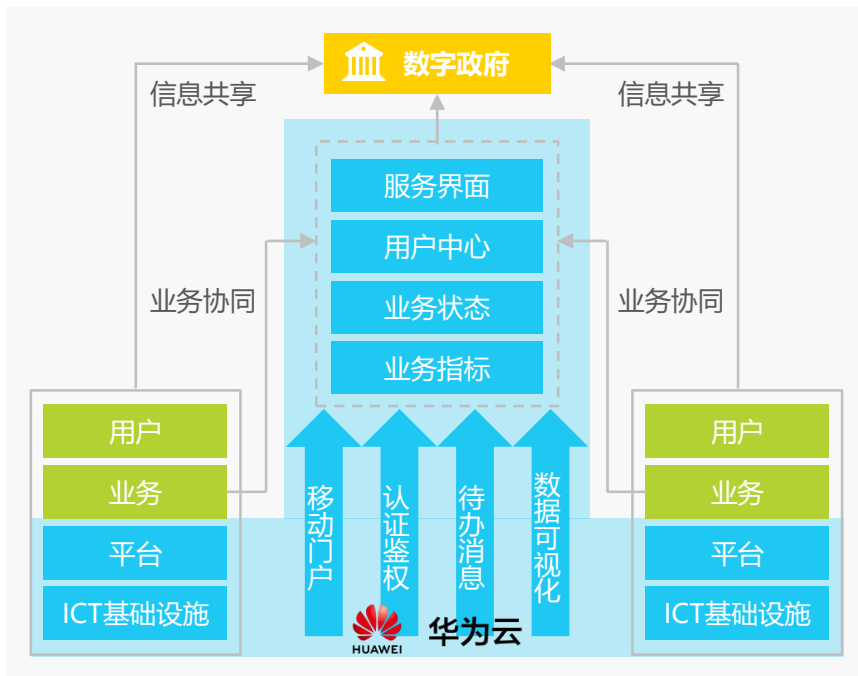 数字政府
信息共享
信息共享
服务界面
用户中心
业务状态
业务指标
业务协同
业务协同
用户
业务
平台
ICT基础设施
移动门户
认证鉴权
待办消息
数据可视化
用户
业务
平台
ICT基础设施
HUAWEI
华为云